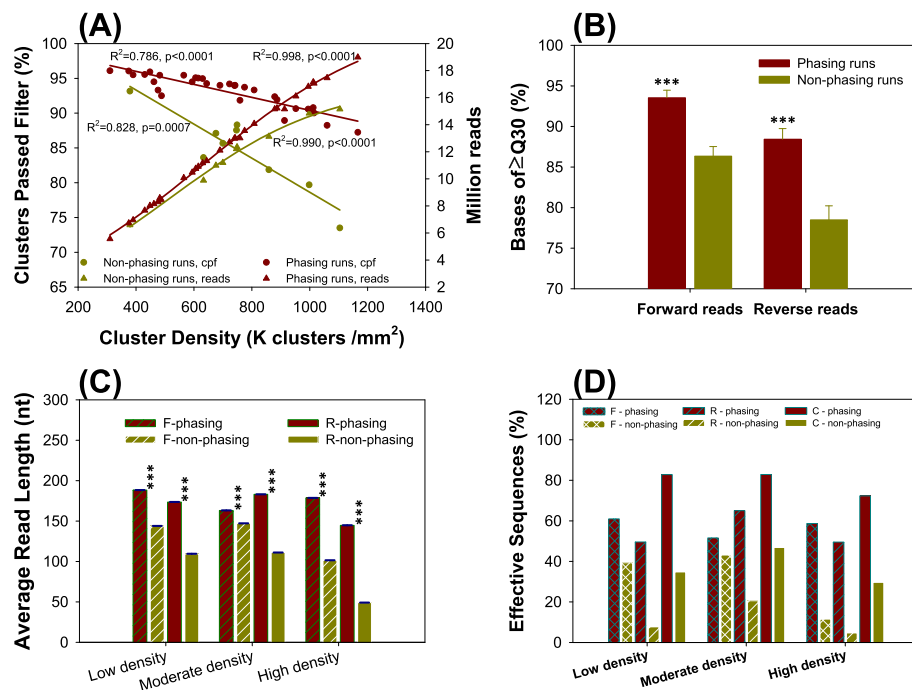 (A)
R²=0.786, p<0.0001
R²=0.998, p<0.0001
R²=0.828, p=0.0007
R²=0.990, p<0.0001
Clusters Passed Filter (%)
100
95
90
85
80
75
70
65
Million reads
20
18
16
14
12
10
8
6
4
2
Non-phasing runs, cpf
Phasing runs, cpf
Non-phasing runs, reads
Phasing runs, reads
200 400 600 800 1000 1200 1400
Cluster Density (K clusters /mm²)
(B)
Bases of ≥Q30 (%)
100
95
90
85
80
75
70
Phasing runs
Non-phasing runs
***
***
Forward reads Reverse reads
(C)
Average Read Length (nt)
300
250
200
150
100
50
0
F-phasing R-phasing
F-non-phasing R-non-phasing
***
***
***
***
***
***
Low density
Moderate density
High density
(D)
Effective Sequences (%)
120
100
80
60
40
20
0
F - phasing R - phasing C - phasing
F - non-phasing R - non-phasing C - non-phasing
Low density
Moderate density
High density